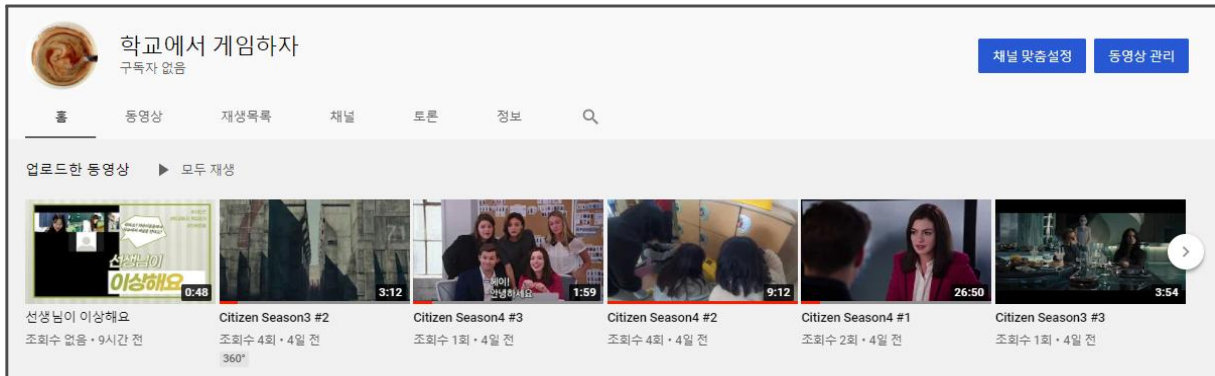 학교에서 게임하자
구독자 없음
채널 맞춤설정
동영상 관리
홈
동영상
재생목록
채널
토론
정보
업로드한 동영상
▶ 모두 재생
선생님이
이상해요
0:48
3:12
헤이!
안녕하세요
1:59
9:12
26:50
3:54
선생님이 이상해요
조회수 없음 • 9시간 전
Citizen Season3 #2
조회수 4회 • 4일 전
360°
Citizen Season4 #3
조회수 1회 • 4일 전
Citizen Season4 #2
조회수 4회 • 4일 전
Citizen Season4 #1
조회수 2회 • 4일 전
Citizen Season3 #3
조회수 1회 • 4일 전